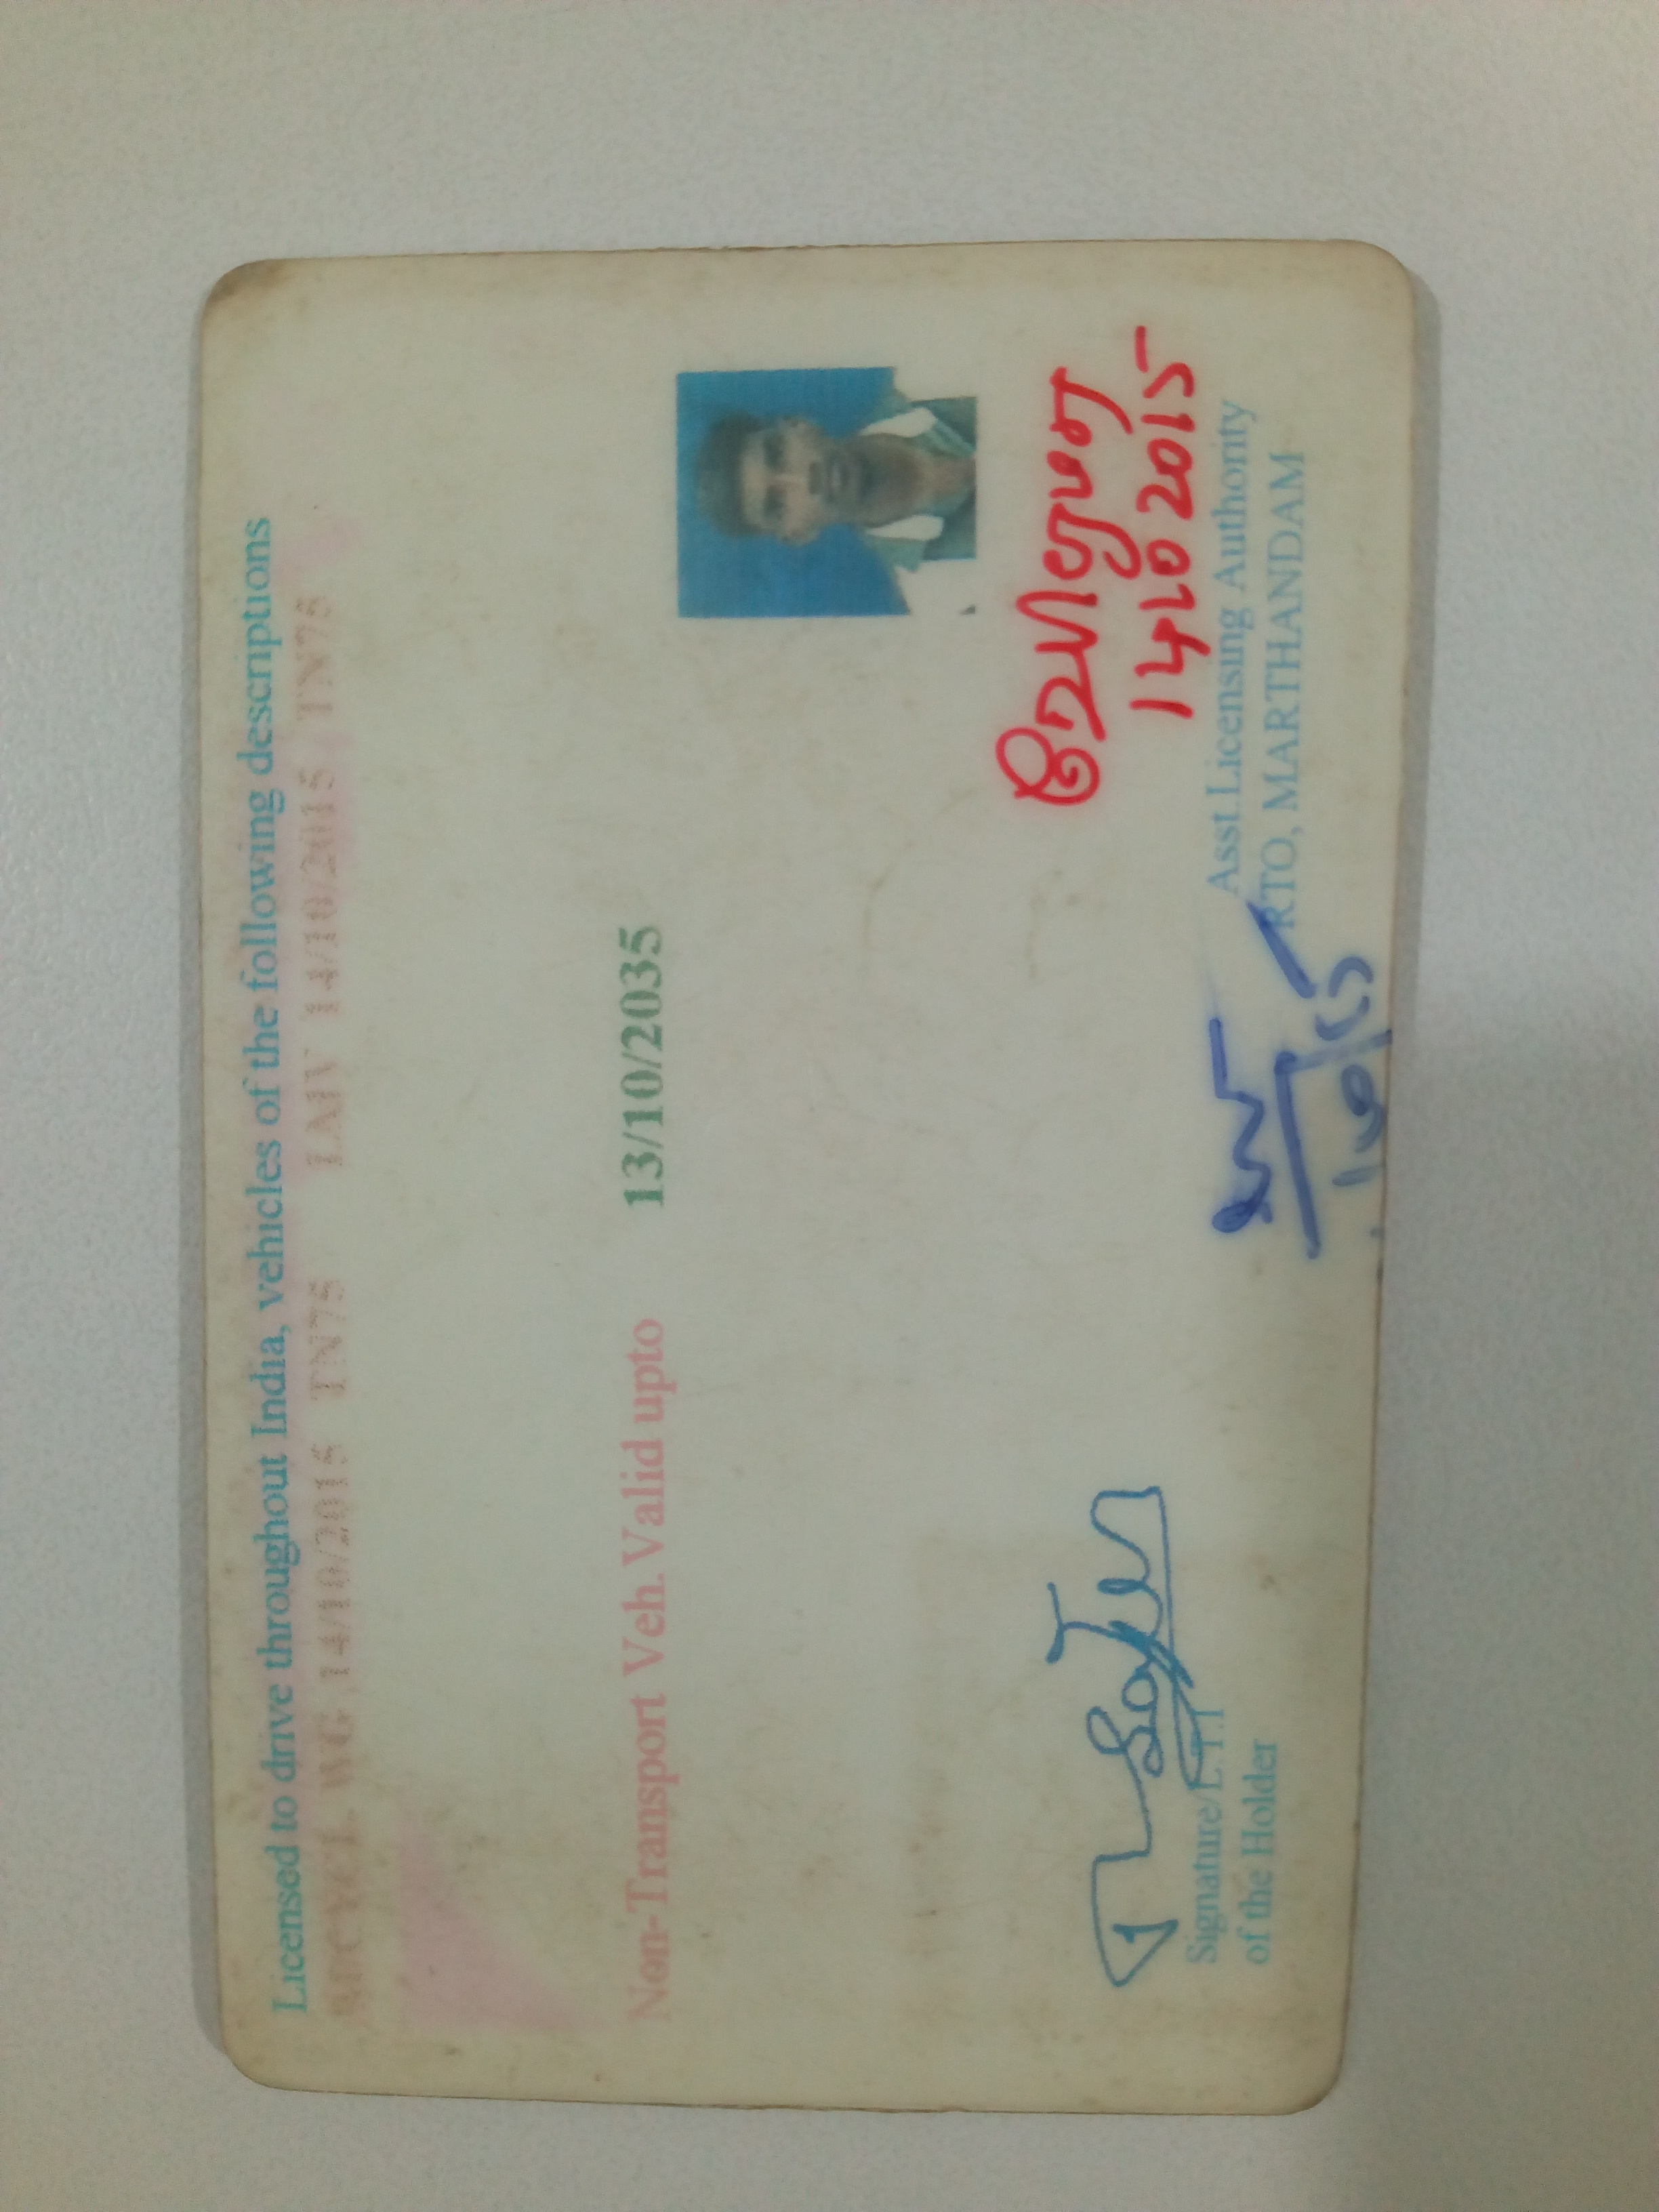 Licensed to drive throughout India, vehicles of the following descriptions
MTCYCL WG ,14/10/2015 TN75 LMV 14/10/2015 TN75
Non-Transport Veh. Valid upto 13/10/2035
14 10 2015
Signature/L.T.I
of the Holder
Asst.Licensing Authority
RTO, MARTHANDAM